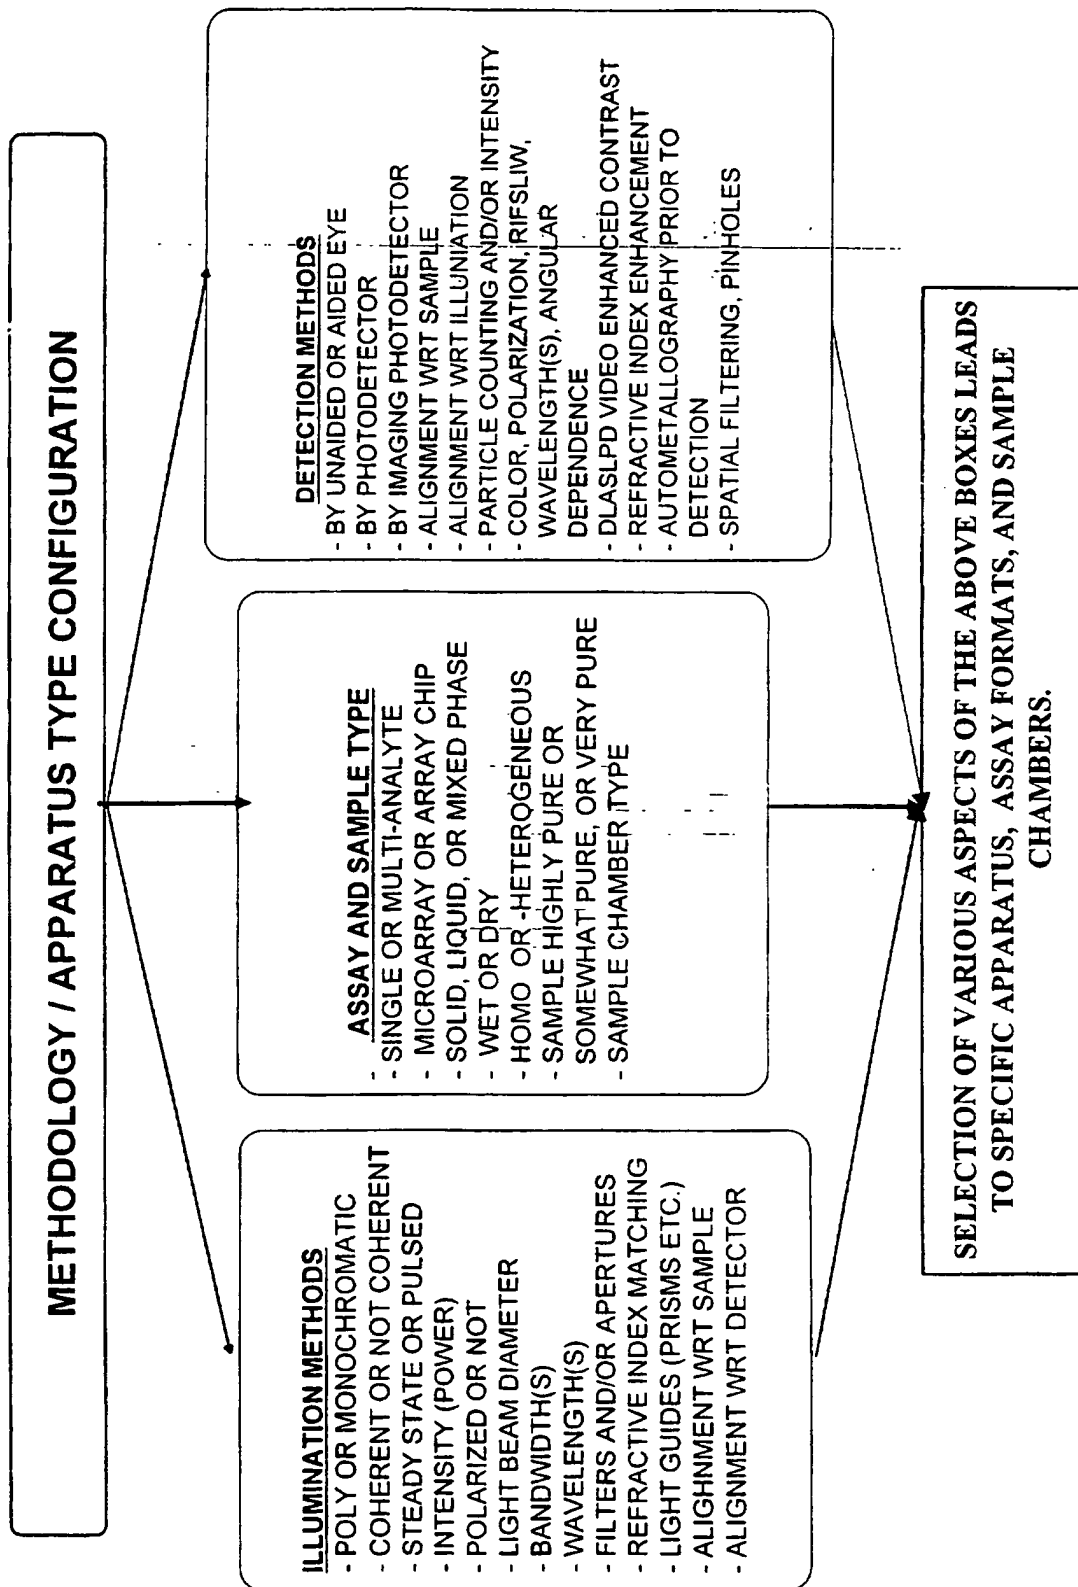 METHODOLOGY / APPARATUS TYPE CONFIGURATION
ILLUMINATION METHODS
- POLY OR MONOCHROMATIC
- COHERENT OR NOT COHERENT
- STEADY STATE OR PULSED
- INTENSITY (POWER)
- POLARIZED OR NOT
- LIGHT BEAM DIAMETER
- BANDWIDTH(S)
- WAVELENGTH(S)
- FILTERS AND/OR APERTURES
- REFRACTIVE INDEX MATCHING
- LIGHT GUIDES (PRISMS ETC.)
- ALIGHNMENT WRT SAMPLE
- ALIGNMENT WRT DETECTOR
ASSAY AND SAMPLE TYPE
- SINGLE OR MULTI-ANALYTE
- MICROARRAY OR ARRAY CHIP
- SOLID, LIQUID, OR MIXED PHASE
- WET OR DRY
- HOMO OR -HETEROGENEOUS
- SAMPLE HIGHLY PURE OR
SOMEWHAT PURE, OR VERY PURE
- SAMPLE CHAMBER TYPE
DETECTION METHODS
- BY UNAIDED OR AIDED EYE
- BY PHOTODETECTOR
- BY IMAGING PHOTODETECTOR
- ALIGNMENT WRT SAMPLE
- ALIGNMENT WRT ILLUNIATION
- PARTICLE COUNTING AND/OR INTENSITY
- COLOR, POLARIZATION, RIFSLIW,
WAVELENGTH(S), ANGULAR
DEPENDENCE
- DLASLPD VIDEO ENHANCED CONTRAST
- REFRACTIVE INDEX ENHANCEMENT
- AUTOMETALLOGRAPHY PRIOR TO
DETECTION
- SPATIAL FILTERING, PINHOLES
SELECTION OF VARIOUS ASPECTS OF THE ABOVE BOXES LEADS
TO SPECIFIC APPARATUS, ASSAY FORMATS, AND SAMPLE
CHAMBERS.